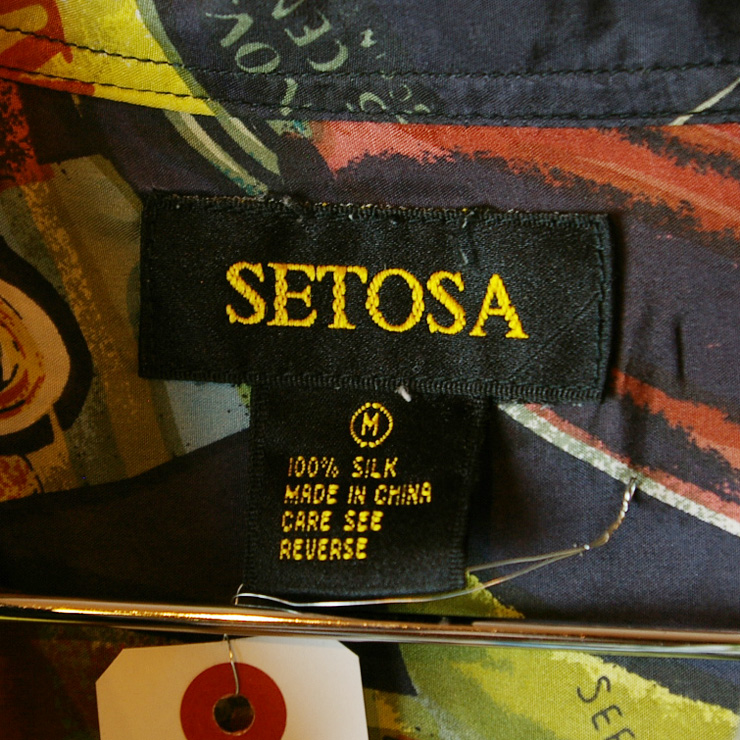 SETOSA
M
100% SILK
MADE IN CHINA
CARE SEE
REVERSE